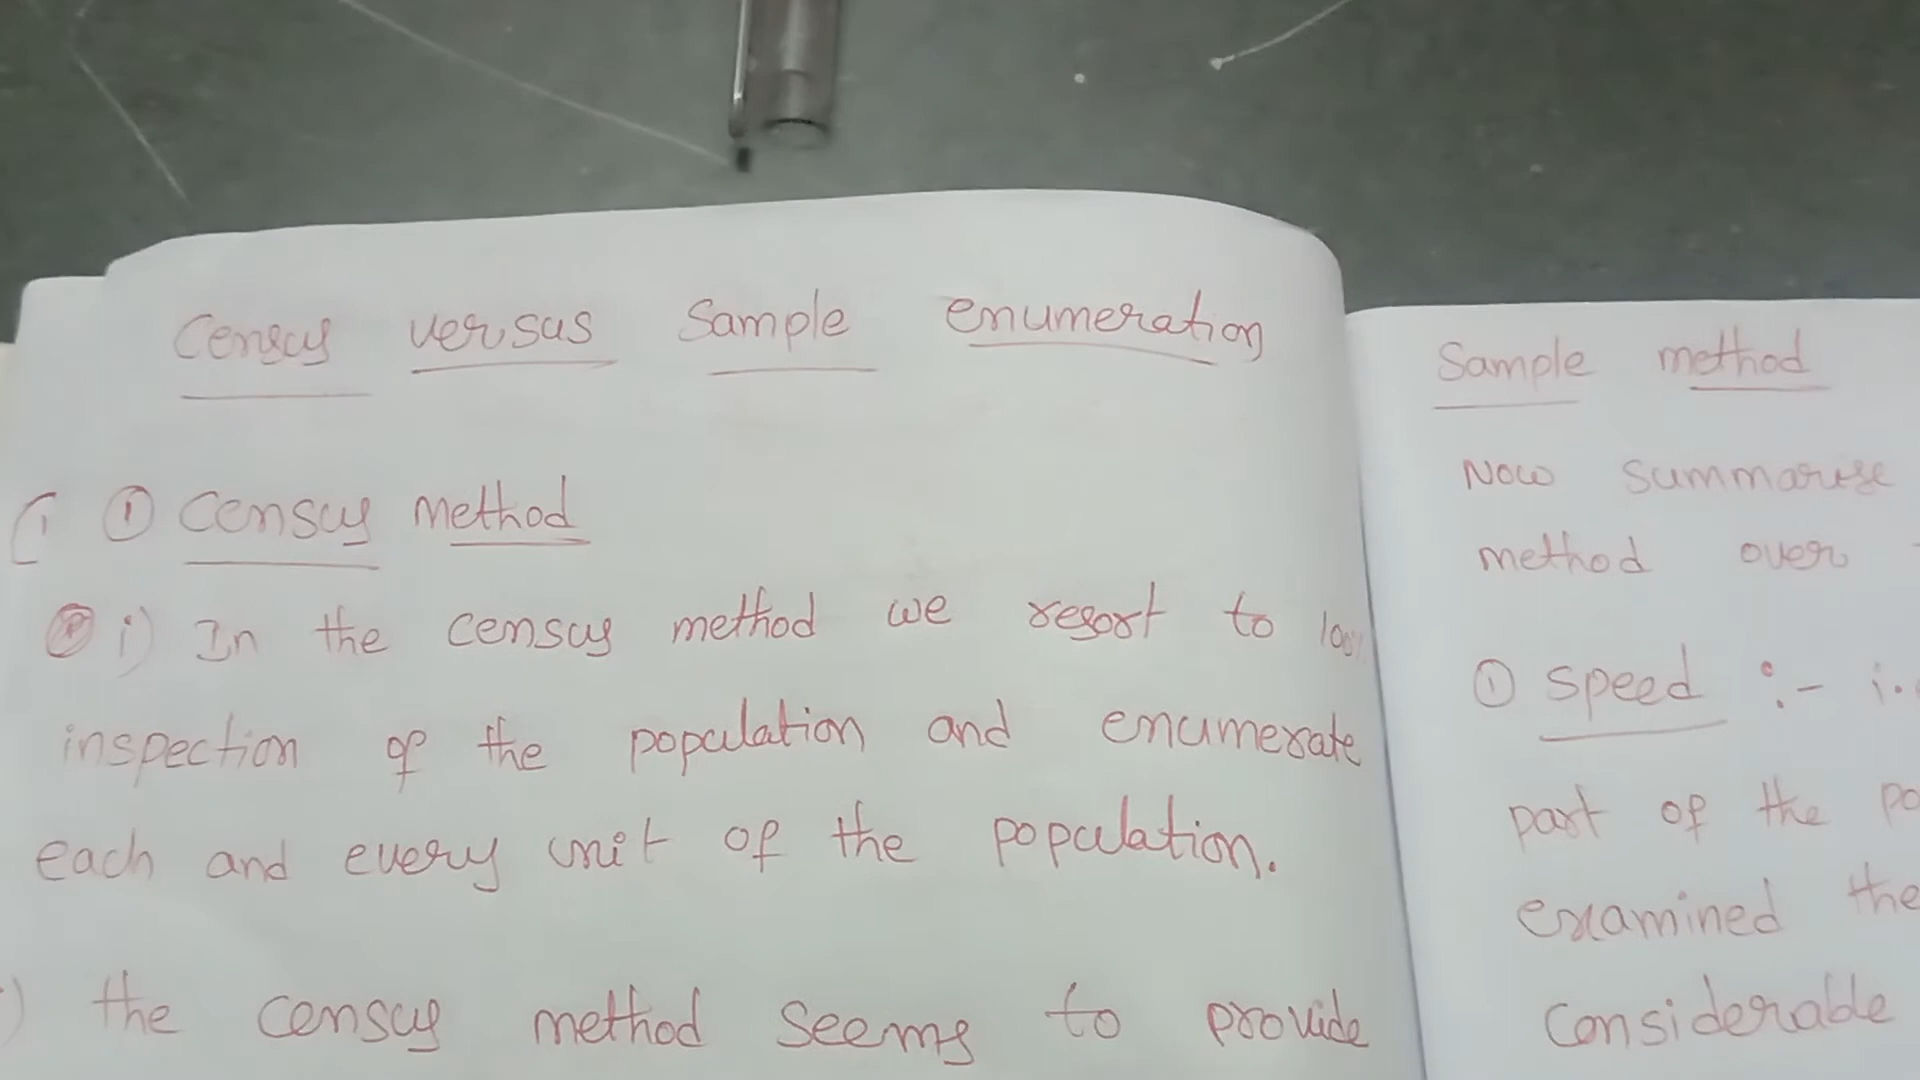 Census versus Sample enumeration
① Census method
i) In the census method we resort to 100%
inspection of the population and enumerate
each and every unit of the population.
) the census method seems to provide
Sample method
Now summarise
method over
① speed :- i.
part of the po
examined the
Considerable